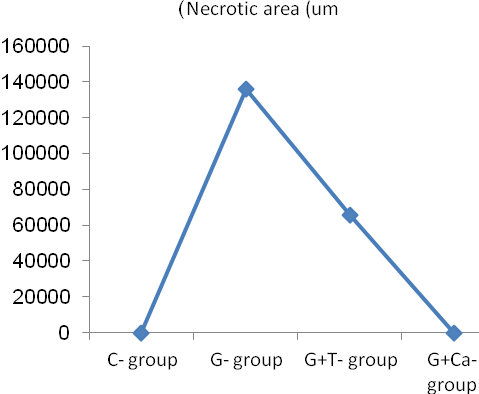 (Necrotic area (um
160000
140000
120000
100000
80000
60000
40000
20000
0
C- group
G- group
G+T- group
G+Ca-
group